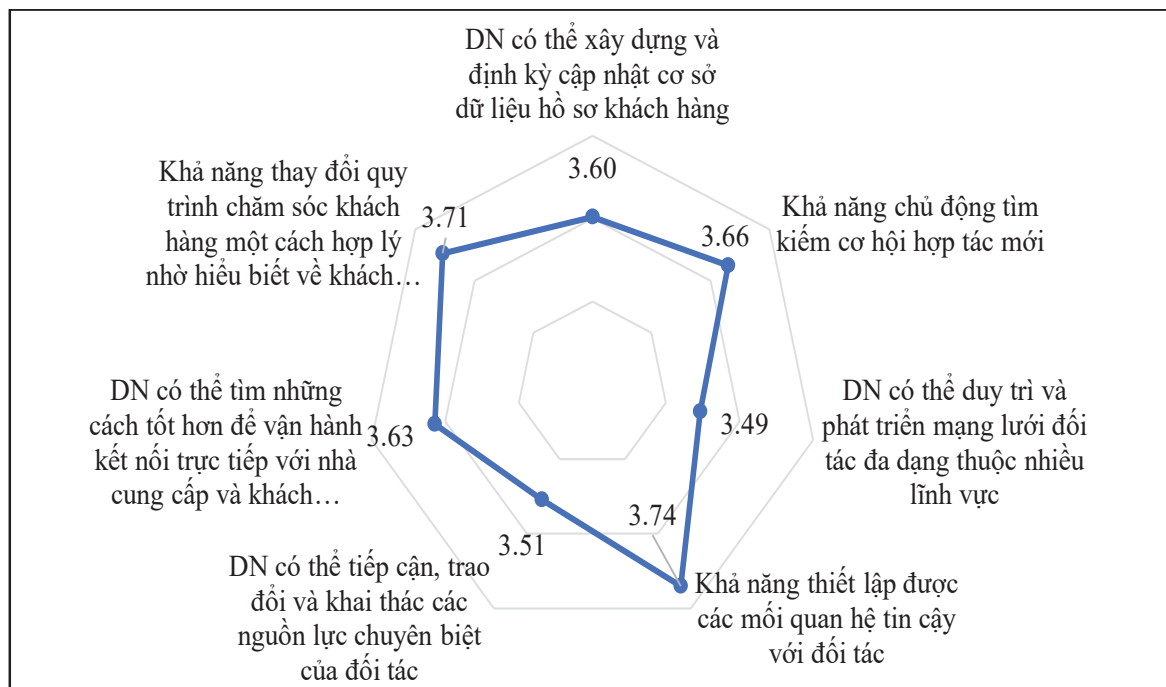 DN có thể xây dựng và
định kỳ cập nhật cơ sở
dữ liệu hồ sơ khách hàng
3.60
Khả năng chủ động tìm
kiếm cơ hội hợp tác mới
3.66
DN có thể duy trì và
phát triển mạng lưới đối
tác đa dạng thuộc nhiều
lĩnh vực
3.49
Khả năng thiết lập được
các mối quan hệ tin cậy
với đối tác
3.74
DN có thể tiếp cận, trao
đổi và khai thác các
nguồn lực chuyên biệt
của đối tác
3.51
DN có thể tìm những
cách tốt hơn để vận hành
kết nối trực tiếp với nhà
cung cấp và khách…
3.63
Khả năng thay đổi quy
trình chăm sóc khách
hàng một cách hợp lý
nhờ hiểu biết về khách…
3.71